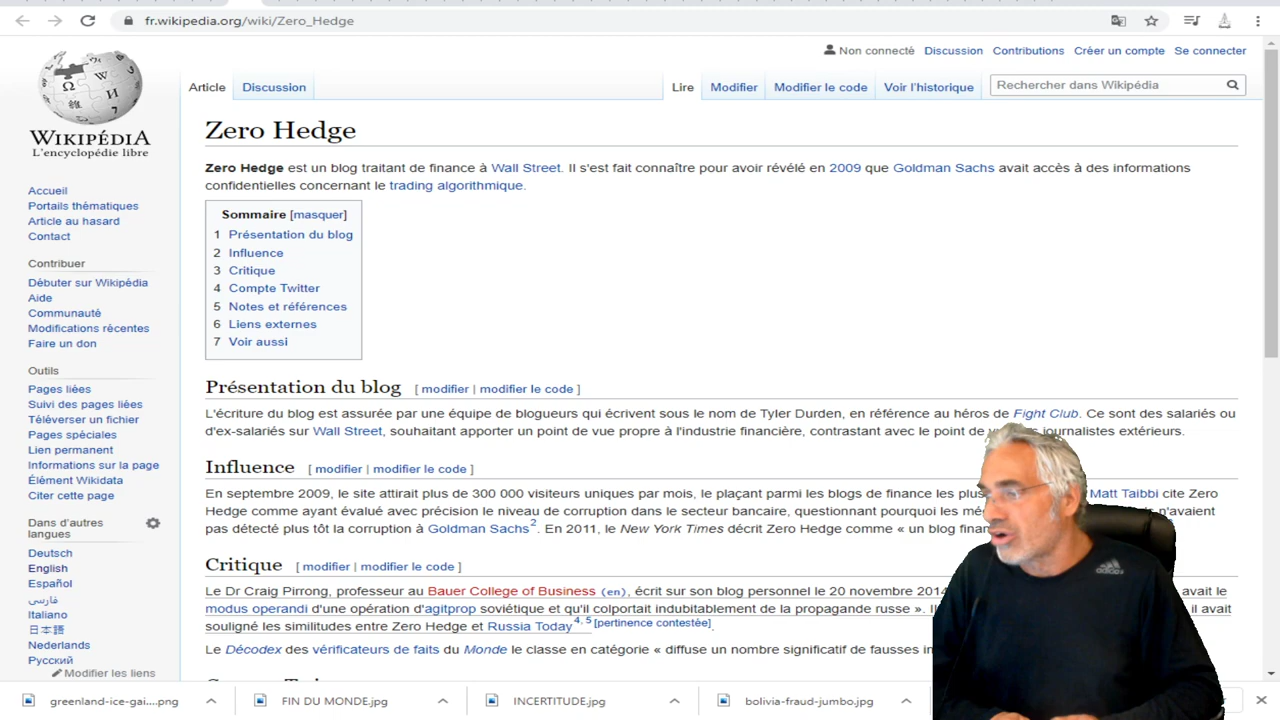 fr.wikipedia.org/wiki/Zero_Hedge
Non connecté Discussion Contributions Créer un compte Se connecter
Article Discussion Lire Modifier Modifier le code Voir l'historique Rechercher dans Wikipédia
WIKIPÉDIA
L'encyclopédie libre
Accueil
Portails thématiques
Article au hasard
Contact
Contribuer
Débuter sur Wikipédia
Aide
Communauté
Modifications récentes
Faire un don
Outils
Pages liées
Suivi des pages liées
Téléverser un fichier
Pages spéciales
Lien permanent
Informations sur la page
Élément Wikidata
Citer cette page
Dans d'autres
langues
Deutsch
English
Español
فارسی
Italiano
日本語
Nederlands
Русский
Modifier les liens
Zero Hedge
Zero Hedge est un blog traitant de finance à Wall Street. Il s'est fait connaître pour avoir révélé en 2009 que Goldman Sachs avait accès à des informations
confidentielles concernant le trading algorithmique.
Sommaire [masquer]
1 Présentation du blog
2 Influence
3 Critique
4 Compte Twitter
5 Notes et références
6 Liens externes
7 Voir aussi
Présentation du blog [ modifier | modifier le code ]
L'écriture du blog est assurée par une équipe de blogueurs qui écrivent sous le nom de Tyler Durden, en référence au héros de Fight Club. Ce sont des salariés ou
d'ex-salariés sur Wall Street, souhaitant apporter un point de vue propre à l'industrie financière, contrastant avec le point de journalistes extérieurs.
Influence [ modifier | modifier le code ]
En septembre 2009, le site attirait plus de 300 000 visiteurs uniques par mois, le plaçant parmi les blogs de finance les Matt Taibbi cite Zero
Hedge comme ayant évalué avec précision le niveau de corruption dans le secteur bancaire, questionnant pourquoi les n'avaient
pas détecté plus tôt la corruption à Goldman Sachs2. En 2011, le New York Times décrit Zero Hedge comme « un blog
Critique [ modifier | modifier le code ]
Le Dr Craig Pirrong, professeur au Bauer College of Business (en), écrit sur son blog personnel le 20 novembre 2014 avait le
modus operandi d'une opération d'agitprop soviétique et qu'il colportait indubitablement de la propagande russe ». il avait
souligné les similitudes entre Zero Hedge et Russia Today4, 5 [pertinence contestée].
Le Décodex des vérificateurs de faits du Monde le classe en catégorie « diffuse un nombre significatif de fausses
greenland-ice-gai....png FIN DU MONDE.jpg INCERTITUDE.jpg bolivia-fraud-jumbo.jpg
adidas